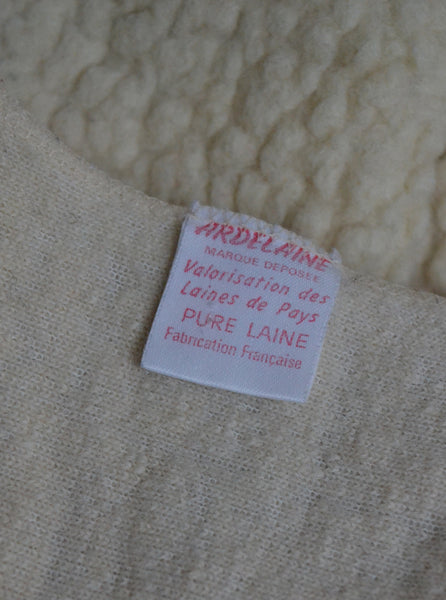 ARDELAINE
MARQUE DEPOSEE
Valorisation des
Laines de Pays
PURE LAINE
Fabrication Française